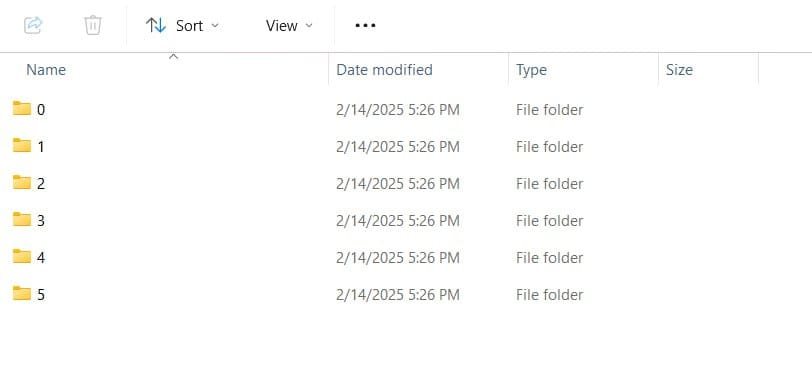 Sort View
Name Date modified Type Size
0 2/14/2025 5:26 PM File folder
1 2/14/2025 5:26 PM File folder
2 2/14/2025 5:26 PM File folder
3 2/14/2025 5:26 PM File folder
4 2/14/2025 5:26 PM File folder
5 2/14/2025 5:26 PM File folder